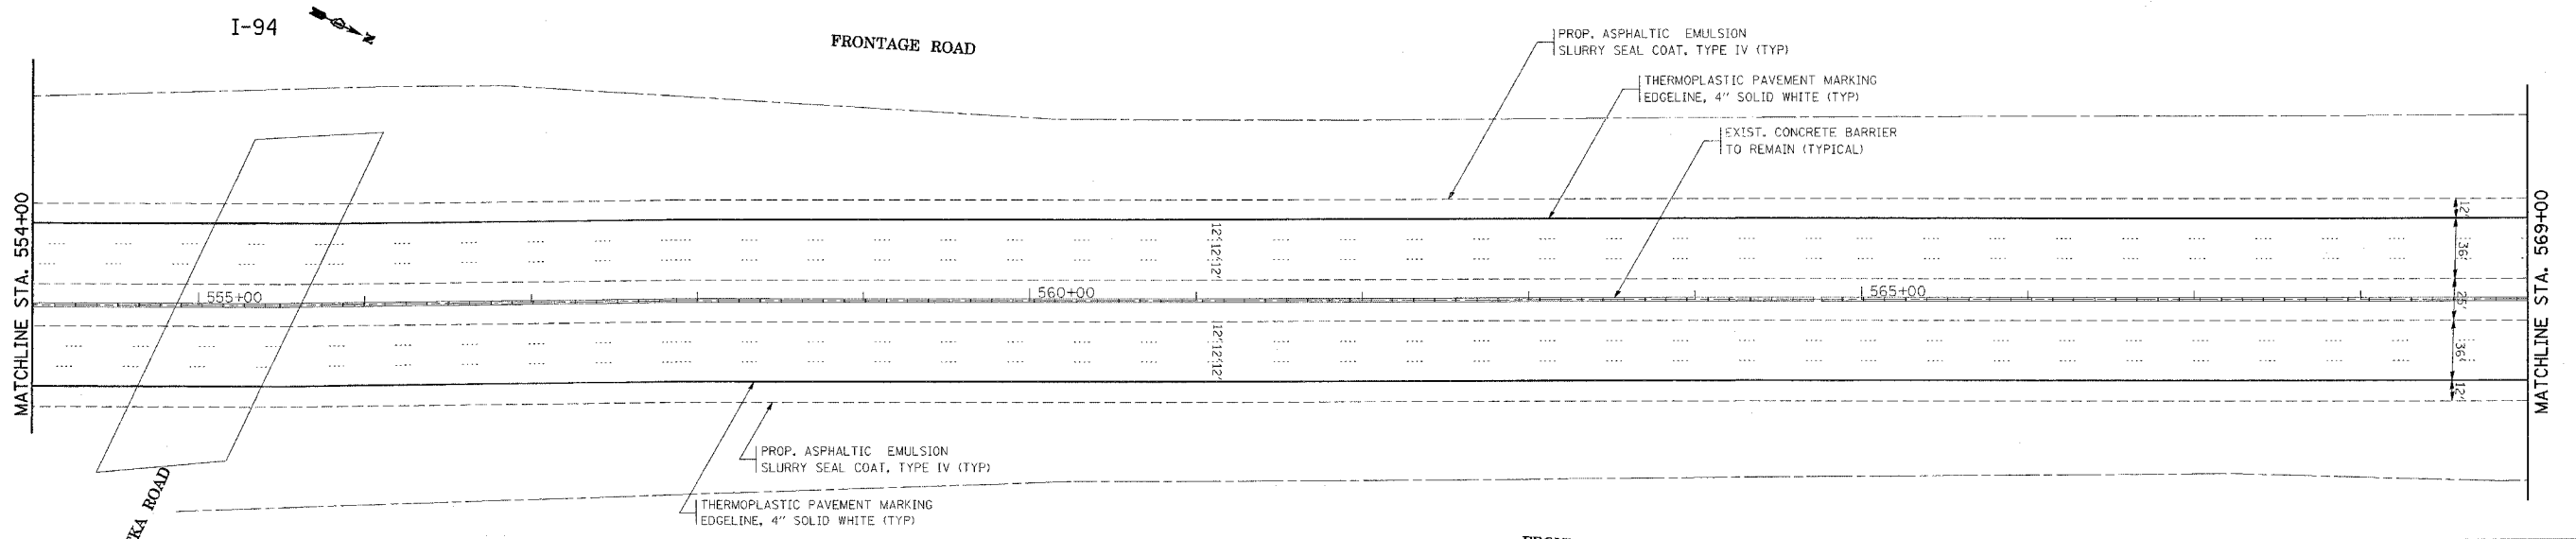 I-94
N
FRONTAGE ROAD
PROP. ASPHALTIC EMULSION
SLURRY SEAL COAT, TYPE IV (TYP)
THERMOPLASTIC PAVEMENT MARKING
EDGELINE, 4" SOLID WHITE (TYP)
EXIST. CONCRETE BARRIER
TO REMAIN (TYPICAL)
MATCHLINE STA. 554+00
555+00
560+00
565+00
12' 12' 12'
12' 12' 12'
12'
36'
25'
36'
12'
MATCHLINE STA. 569+00
PROP. ASPHALTIC EMULSION
SLURRY SEAL COAT, TYPE IV (TYP)
THERMOPLASTIC PAVEMENT MARKING
EDGELINE, 4" SOLID WHITE (TYP)
ROAD